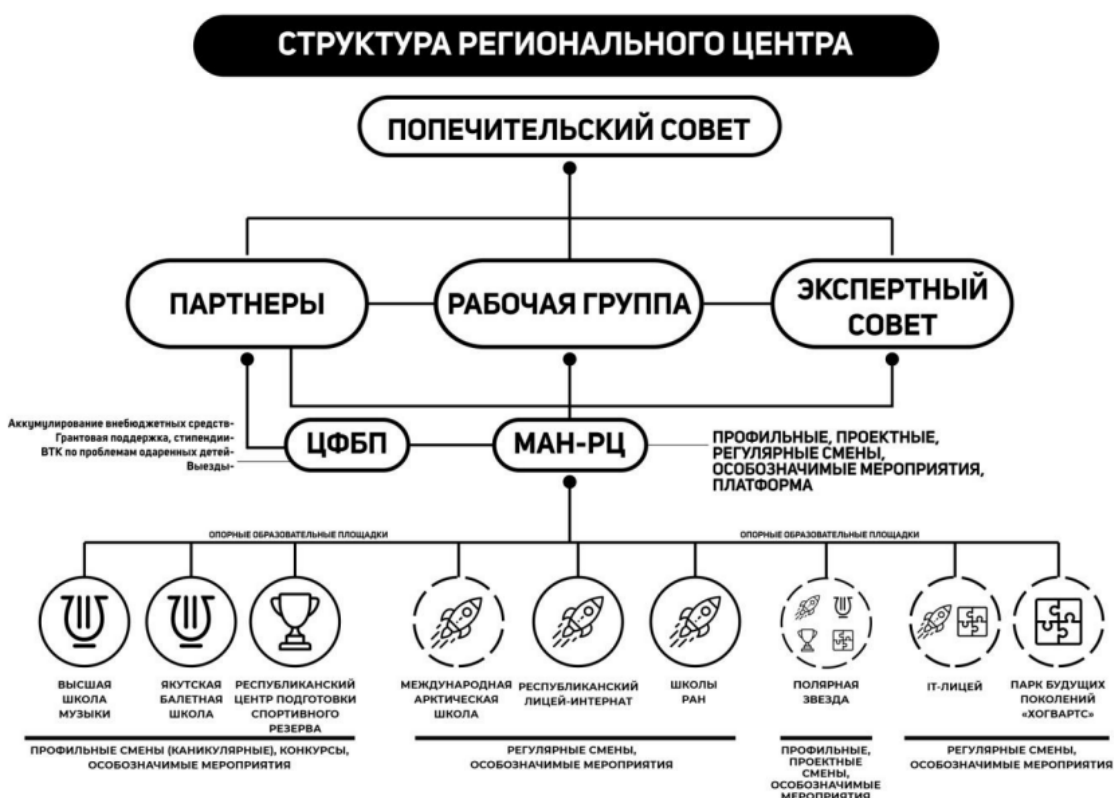 СТРУКТУРА РЕГИОНАЛЬНОГО ЦЕНТРА
ПОПЕЧИТЕЛЬСКИЙ СОВЕТ
ПАРТНЕРЫ
РАБОЧАЯ ГРУППА
ЭКСПЕРТНЫЙ
СОВЕТ
Аккумулирование внебюджетных средств-
Грантовая поддержка, стипендии-
ВТК по проблемам одаренных детей-
Выезды-
ЦФБП
МАН-РЦ
ПРОФИЛЬНЫЕ, ПРОЕКТНЫЕ,
РЕГУЛЯРНЫЕ СМЕНЫ,
ОСОБОЗНАЧИМЫЕ МЕРОПРИЯТИЯ,
ПЛАТФОРМА
ОПОРНЫЕ ОБРАЗОВАТЕЛЬНЫЕ ПЛОЩАДКИ
ОПОРНЫЕ ОБРАЗОВАТЕЛЬНЫЕ ПЛОЩАДКИ
ВЫСШАЯ
ШКОЛА
МУЗЫКИ
ЯКУТСКАЯ
БАЛЕТНАЯ
ШКОЛА
РЕСПУБЛИКАНСКИЙ
ЦЕНТР ПОДГОТОВКИ
СПОРТИВНОГО
РЕЗЕРВА
МЕЖДУНАРОДНАЯ
АРКТИЧЕСКАЯ
ШКОЛА
РЕСПУБЛИКАНСКИЙ
ЛИЦЕЙ-ИНТЕРНАТ
ШКОЛЫ
РАН
ПОЛЯРНАЯ
ЗВЕЗДА
IT-ЛИЦЕЙ
ПАРК БУДУЩИХ
ПОКОЛЕНИЙ
«ХОГВАРТС»
ПРОФИЛЬНЫЕ СМЕНЫ (КАНИКУЛЯРНЫЕ), КОНКУРСЫ,
ОСОБОЗНАЧИМЫЕ МЕРОПРИЯТИЯ
РЕГУЛЯРНЫЕ СМЕНЫ,
ОСОБОЗНАЧИМЫЕ МЕРОПРИЯТИЯ
ПРОФИЛЬНЫЕ,
ПРОЕКТНЫЕ
СМЕНЫ,
ОСОБОЗНАЧИМЫЕ
МЕРОПРИЯТИЯ
РЕГУЛЯРНЫЕ СМЕНЫ,
ОСОБОЗНАЧИМЫЕ МЕРОПРИЯТИЯ